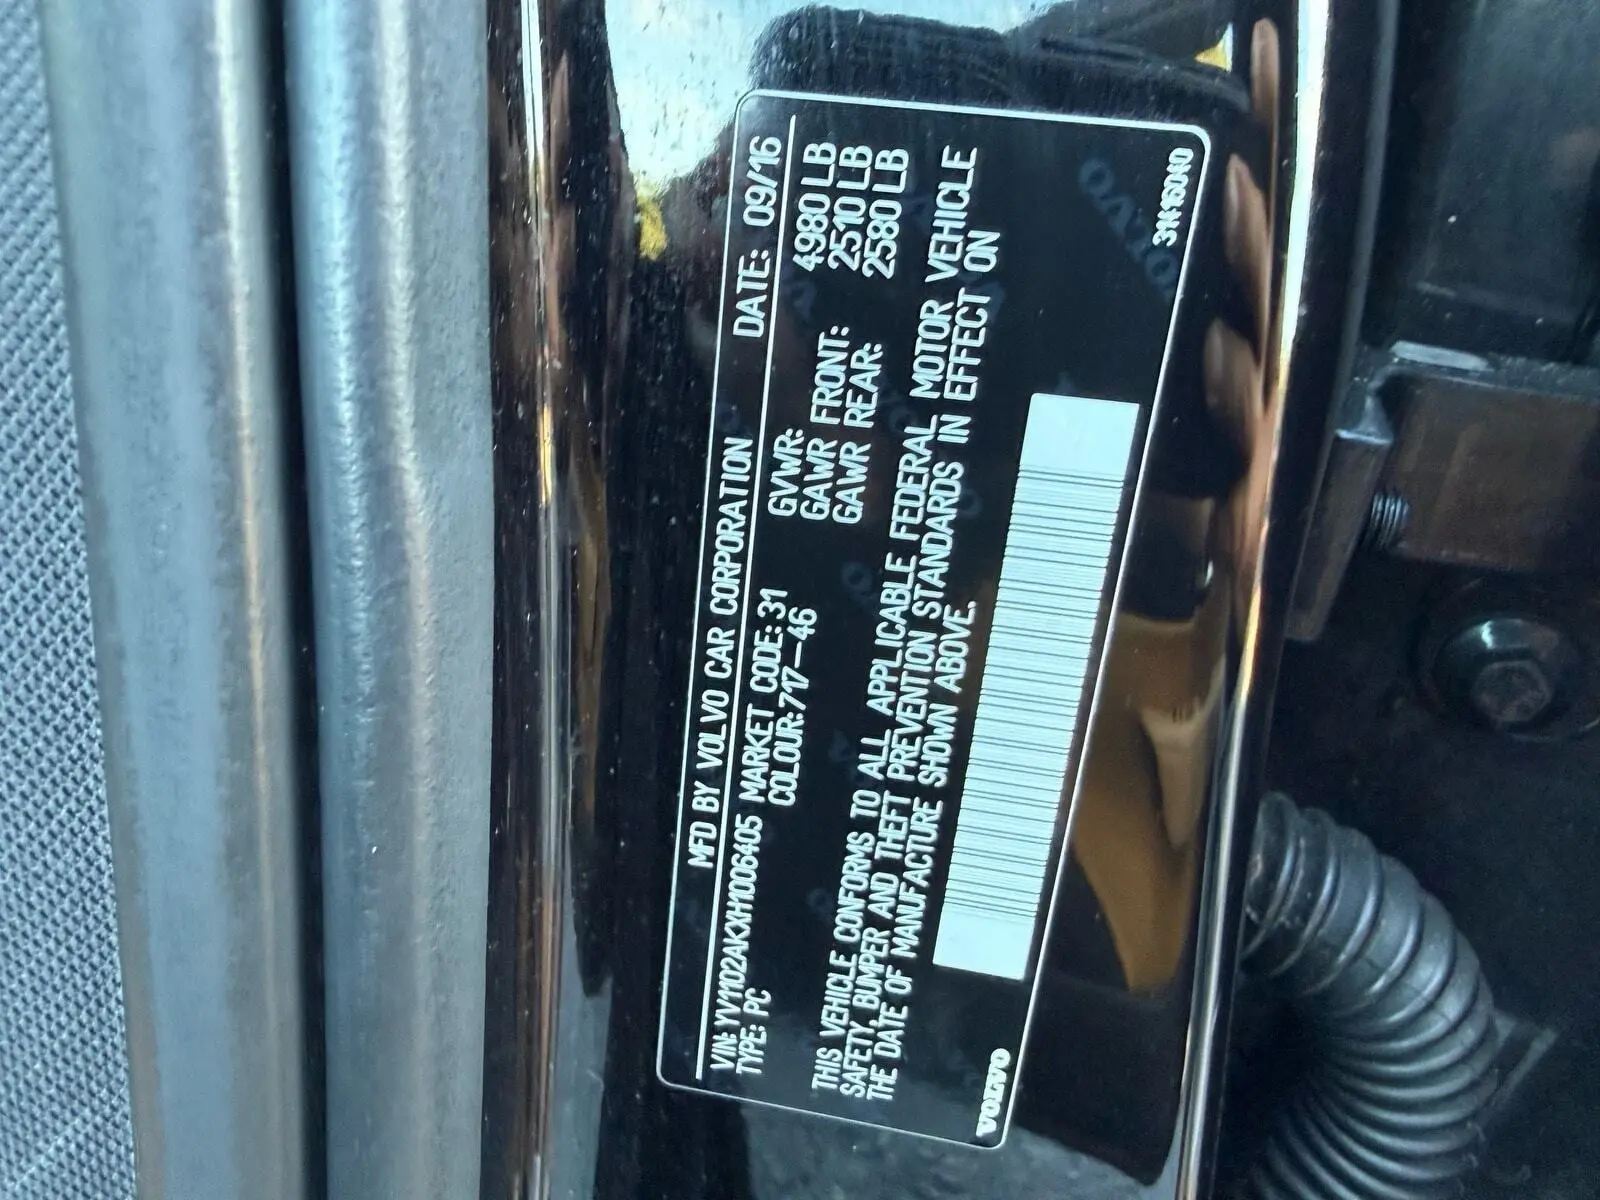 MFD BY VOLVO CAR CORPORATION DATE: 09/16
VIN: YV1102AKXH1006405 MARKET CODE: 31 GVWR: 4980 LB
TYPE: PC COLOUR: 717-46 GAWR FRONT: 2510 LB
GAWR REAR: 2580 LB
THIS VEHICLE CONFORMS TO ALL APPLICABLE FEDERAL MOTOR VEHICLE
SAFETY, BUMPER AND THEFT PREVENTION STANDARDS IN EFFECT ON
THE DATE OF MANUFACTURE SHOWN ABOVE.
VOLVO 31416040